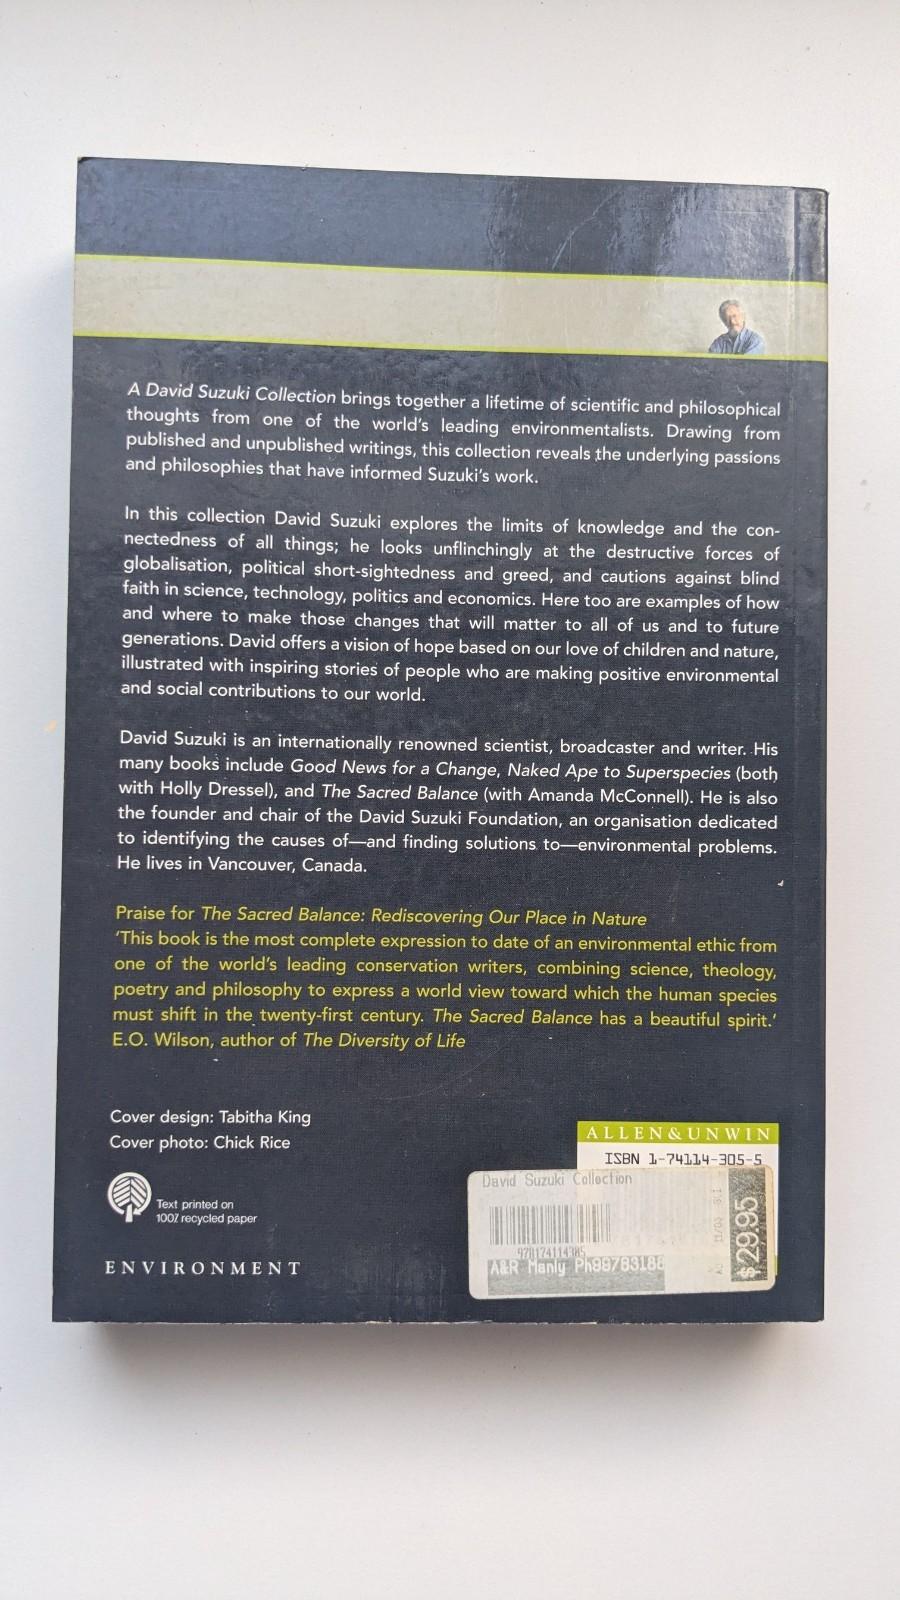 A David Suzuki Collection brings together a lifetime of scientific and philosophical
thoughts from one of the world's leading environmentalists. Drawing from
published and unpublished writings, this collection reveals the underlying passions
and philosophies that have informed Suzuki's work.
In this collection David Suzuki explores the limits of knowledge and the con-
nectedness of all things; he looks unflinchingly at the destructive forces of
globalisation, political short-sightedness and greed, and cautions against blind
faith in science, technology, politics and economics. Here too are examples of how
and where to make those changes that will matter to all of us and to future
generations. David offers a vision of hope based on our love of children and nature,
illustrated with inspiring stories of people who are making positive environmental
and social contributions to our world.
David Suzuki is an internationally renowned scientist, broadcaster and writer. His
many books include Good News for a Change, Naked Ape to Superspecies (both
with Holly Dressel), and The Sacred Balance (with Amanda McConnell). He is also
the founder and chair of the David Suzuki Foundation, an organisation dedicated
to identifying the causes of—and finding solutions to—environmental problems.
He lives in Vancouver, Canada.
Praise for The Sacred Balance: Rediscovering Our Place in Nature
'This book is the most complete expression to date of an environmental ethic from
one of the world's leading conservation writers, combining science, theology,
poetry and philosophy to express a world view toward which the human species
must shift in the twenty-first century. The Sacred Balance has a beautiful spirit.'
E.O. Wilson, author of The Diversity of Life
Cover design: Tabitha King
Cover photo: Chick Rice
Text printed on
100% recycled paper
ENVIRONMENT
ALLEN & UNWIN
ISBN 1-74114-305-5
David Suzuki Collection
A&R Manly Ph99783188
$29.95